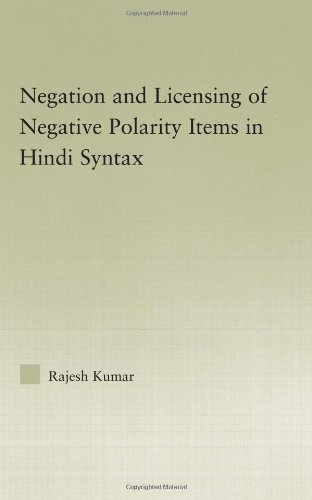 Negation and Licensing of
Negative Polarity Items in
Hindi Syntax
Rajesh Kumar